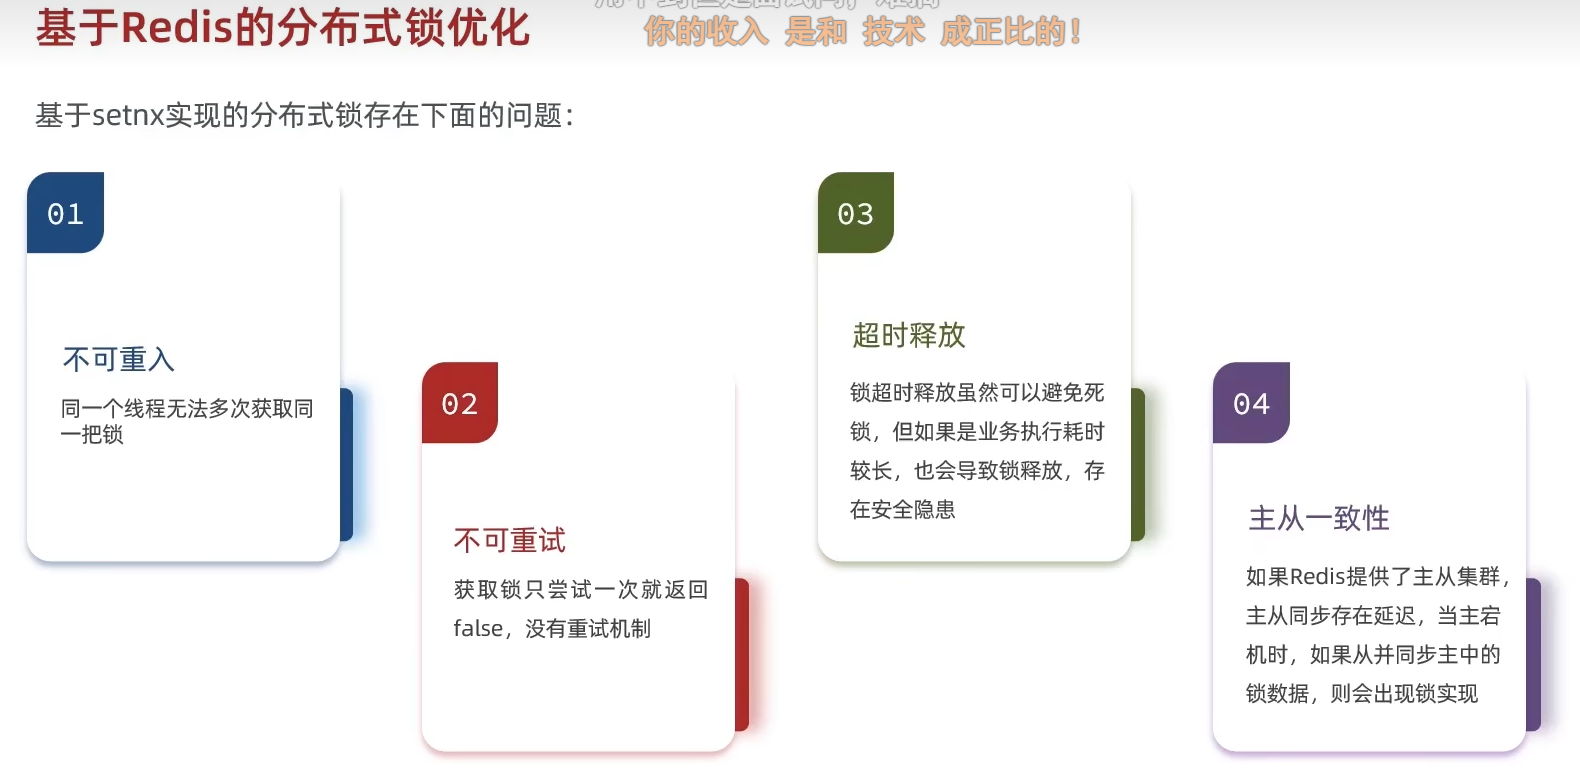 基于Redis的分布式锁优化
你的收入 是和 技术 成正比的！
基于setnx实现的分布式锁存在下面的问题：
01
不可重入
同一个线程无法多次获取同
一把锁
02
不可重试
获取锁只尝试一次就返回
false，没有重试机制
03
超时释放
锁超时释放虽然可以避免死
锁，但如果是业务执行耗时
较长，也会导致锁释放，存
在安全隐患
04
主从一致性
如果Redis提供了主从集群，
主从同步存在延迟，当主宕
机时，如果从并同步主中的
锁数据，则会出现锁实现